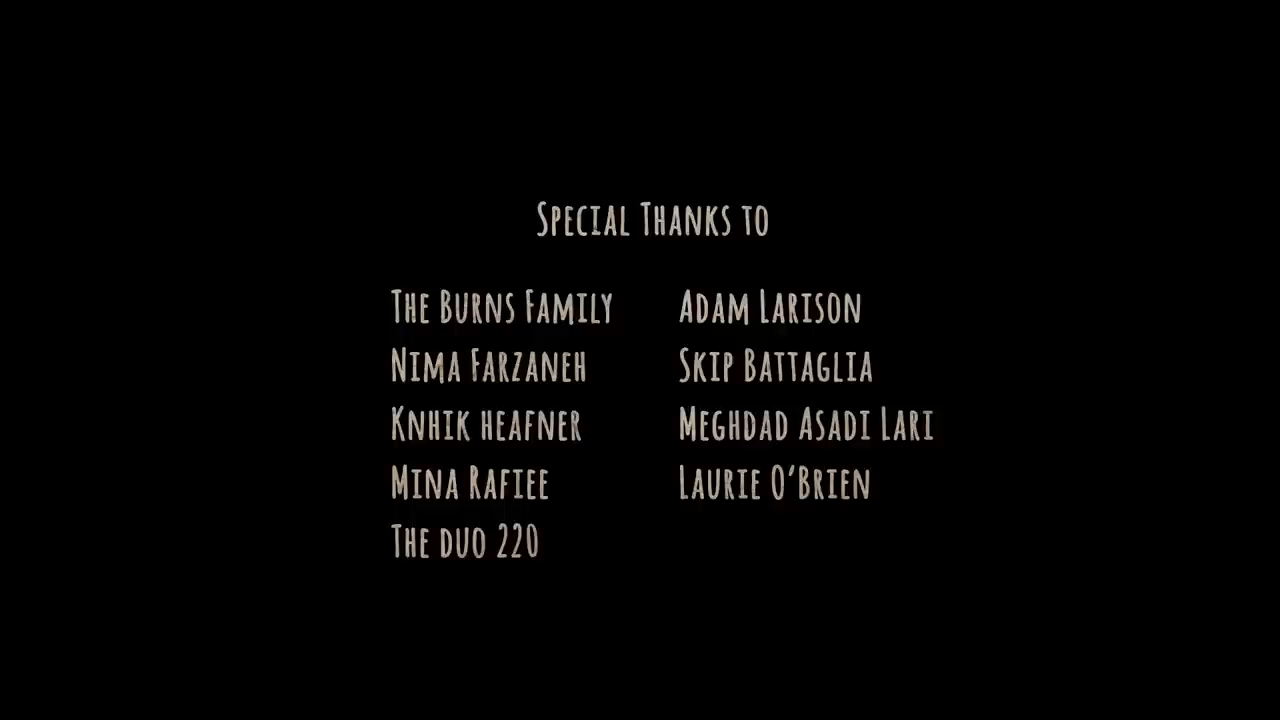 Special Thanks to
The Burns Family
Nima Farzaneh
Knhik heafner
Mina Rafiee
The duo 220
Adam Larison
Skip Battaglia
Meghdad Asadi Lari
Laurie O'Brien